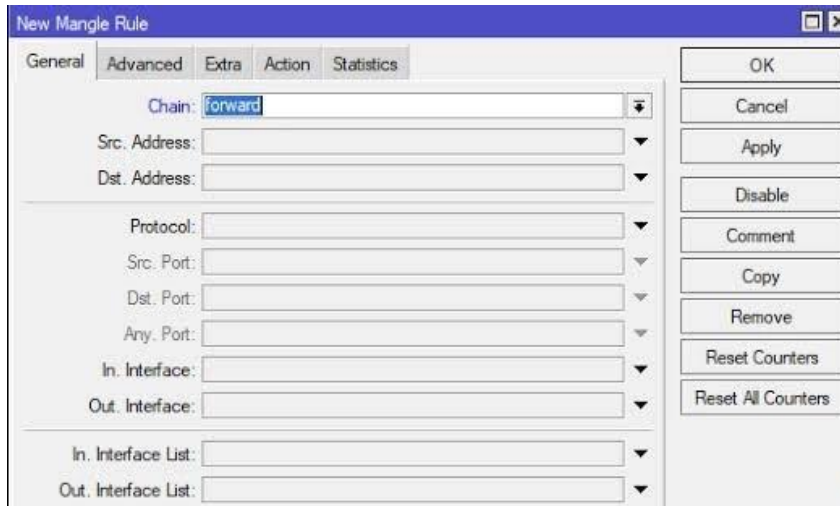 New Mangle Rule
General Advanced Extra Action Statistics
Chain: forward
Src. Address:
Dst. Address:
Protocol:
Src. Port:
Dst. Port:
Any. Port:
In. Interface:
Out. Interface:
In. Interface List:
Out. Interface List:
OK
Cancel
Apply
Disable
Comment
Copy
Remove
Reset Counters
Reset All Counters